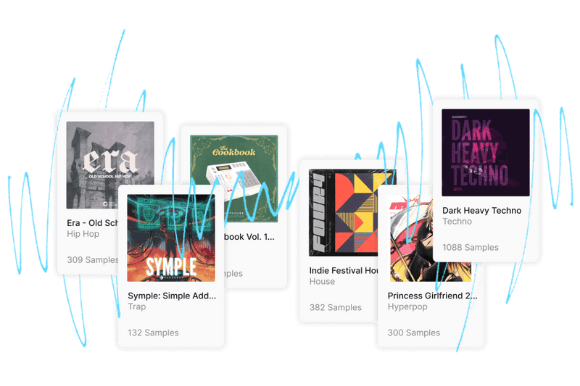 era
OLD SCHOOL HIP HOP
Era - Old Sch
Hip Hop
309 Samples
The
Cookbook
book Vol. 1...
ples
SYMPLE
Symple: Simple Add...
Trap
132 Samples
Indie Festival Hou
House
382 Samples
Princess Girlfriend 2...
Hyperpop
300 Samples
DARK
HEAVY
TECHNO
Dark Heavy Techno
Techno
1088 Samples